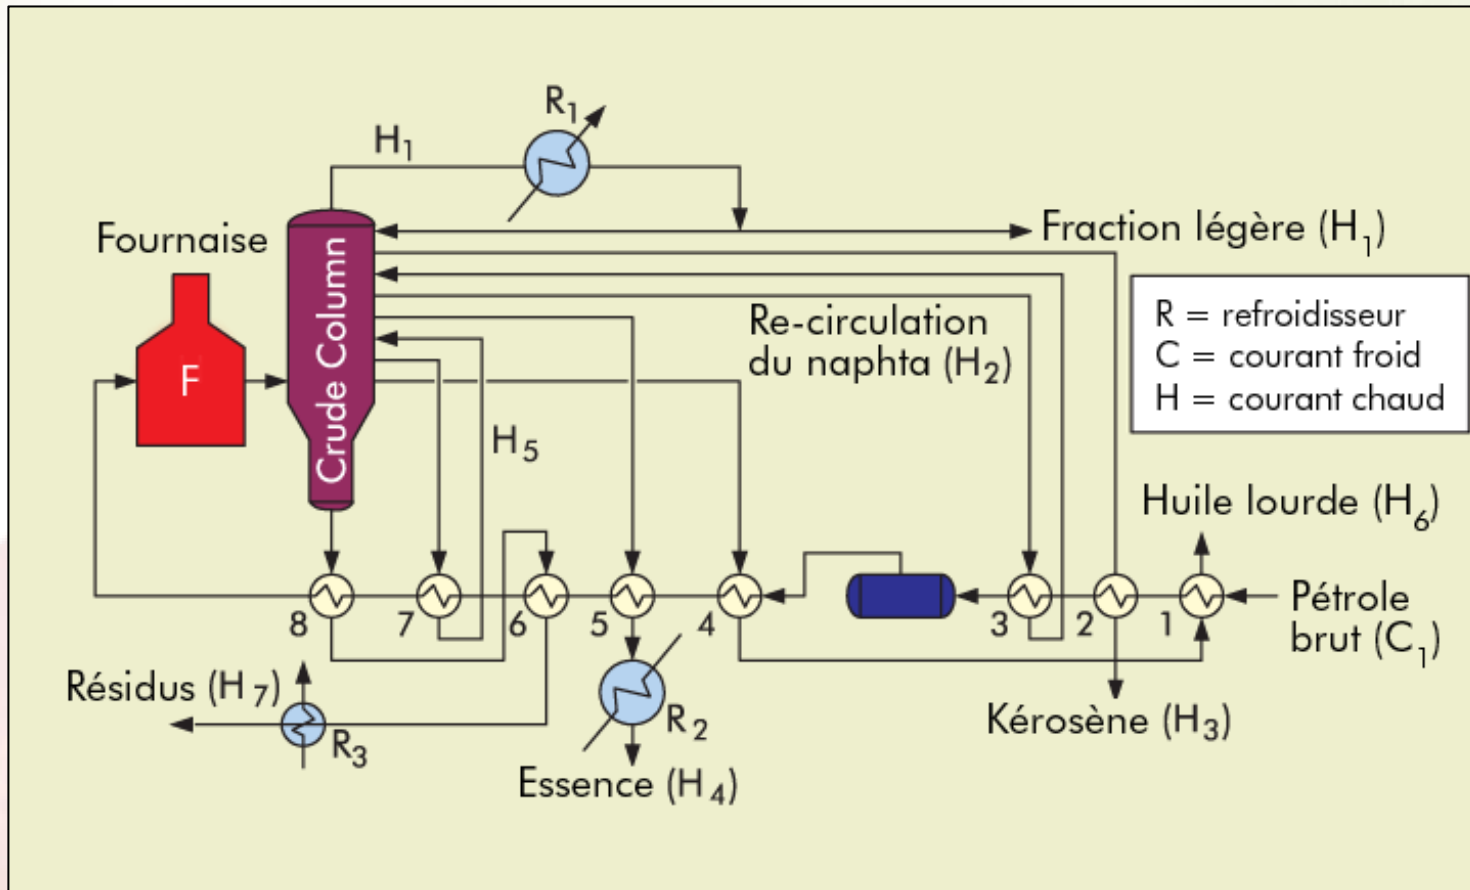 R1
H1
Fournaise
Fraction légère (H1)
Crude Column
F
Re-circulation
du naphta (H2)
R = refroidisseur
C = courant froid
H = courant chaud
H5
Huile lourde (H6)
8
7
6
5
4
3
2
1
Pétrole
brut (C1)
Résidus (H7)
R3
R2
Kérosène (H3)
Essence (H4)